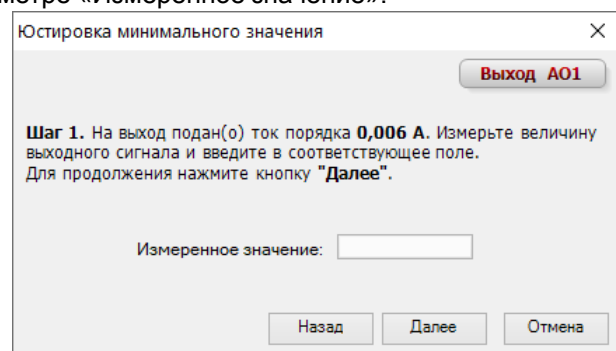 «Измеренное значение».
Юстировка минимального значения
Выход АО1
Шаг 1. На выход подан(о) ток порядка 0,006 А. Измерьте величину
выходного сигнала и введите в соответствующее поле.
Для продолжения нажмите кнопку "Далее".
Измеренное значение:
Назад
Далее
Отмена